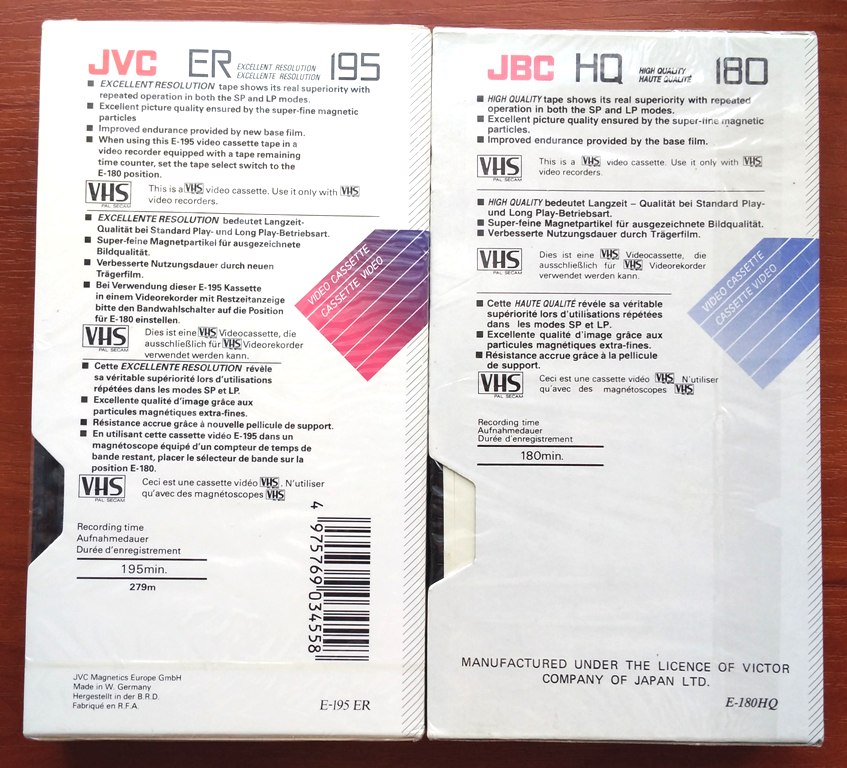 JVC ER EXCELLENT RESOLUTION 195
EXCELLENTE RESOLUTION
■ EXCELLENT RESOLUTION tape shows its real superiority with
repeated operation in both the SP and LP modes.
■ Excellent picture quality ensured by the super-fine magnetic
particles
■ Improved endurance provided by new base film.
■ When using this E-195 video cassette tape in a
video recorder equipped with a tape remaining
time counter, set the tape select switch to the
E-180 position.
VHS
PAL SECAM
This is a VHS video cassette. Use it only with VHS
video recorders.
■ EXCELLENTE RESOLUTION bedeutet Langzeit-
Qualität bei Standard Play- und Long Play-Betriebsart.
■ Super-feine Magnetpartikel für ausgezeichnete
Bildqualität.
■ Verbesserte Nutzungsdauer durch neuen
Trägerfilm.
■ Bei Verwendung dieser E-195 Kassette
in einem Videorekorder mit Restzeitanzeige
bitte den Bandwahlschalter auf die Position
für E-180 einstellen.
VHS
PAL SECAM
Dies ist eine VHS Videocassette, die
ausschließlich für VHS Videorekorder
verwendet werden kann.
■ Cette EXCELLENTE RESOLUTION révèle
sa véritable supériorité lors d'utilisations
répétées dans les modes SP et LP.
■ Excellente qualité d'image grâce aux
particules magnétiques extra-fines.
■ Résistance accrue grâce à nouvelle pellicule de support.
■ En utilisant cette cassette vidéo E-195 dans un
magnétoscope équipé d'un compteur de temps de
bande restant, placer le sélecteur de bande sur la
position E-180.
VHS
PAL SECAM
Ceci est une cassette vidéo VHS. N'utiliser
qu'avec des magnétoscopes VHS
VIDEO CASSETTE
CASSETTE VIDEO
Recording time
Aufnahmedauer
Durée d'enregistrement
195min.
279m
4 975769 034558
JVC Magnetics Europe GmbH
Made in W. Germany
Hergestellt in der B.R.D.
Fabriqué en R.F.A.
E-195 ER
JBC HQ HIGH QUALITY 180
HAUTE QUALITÉ
■ HIGH QUALITY tape shows its real superiority with repeated
operation in both the SP and LP modes.
■ Excellent picture quality ensured by the super-fine magnetic
particles.
■ Improved endurance provided by the base film.
VHS
PAL SECAM
This is a VHS video cassette. Use it only with VHS
video recorders.
■ HIGH QUALITY bedeutet Langzeit – Qualität bei Standard Play-
und Long Play-Betriebsart.
■ Super-feine Magnetpartikel für ausgezeichnete Bildqualität.
■ Verbesserte Nutzungsdauer durch Trägerfilm.
VHS
PAL SECAM
Dies ist eine VHS Videocassette, die
ausschließlich für VHS Videorekorder
verwendet werden kann.
■ Cette HAUTE QUALITÉ révèle sa véritable
supériorité lors d'utilisations répétées
dans les modes SP et LP.
■ Excellente qualité d'image grâce aux
particules magnétiques extra-fines.
■ Résistance accrue grâce à la pellicule
de support.
VHS
PAL SECAM
Ceci est une cassette vidéo VHS N'utiliser
qu'avec des magnétoscopes VHS
VIDEO CASSETTE
CASSETTE VIDEO
Recording time
Aufnahmedauer
Durée d'enregistrement
180min.
MANUFACTURED UNDER THE LICENCE OF VICTOR
COMPANY OF JAPAN LTD.
E-180HQ